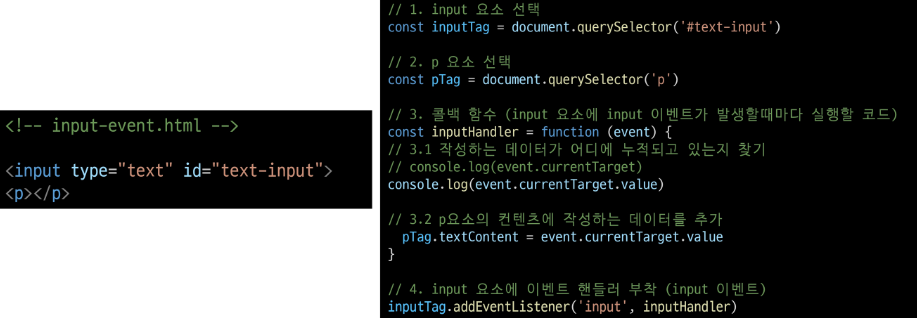 <!-- input-event.html -->
<input type="text" id="text-input">
<p></p>
// 1. input 요소 선택
const inputTag = document.querySelector('#text-input')
// 2. p 요소 선택
const pTag = document.querySelector('p')
// 3. 콜백 함수 (input 요소에 input 이벤트가 발생할때마다 실행할 코드)
const inputHandler = function (event) {
// 3.1 작성하는 데이터가 어디에 누적되고 있는지 찾기
// console.log(event.currentTarget)
console.log(event.currentTarget.value)
// 3.2 p요소의 컨텐츠에 작성하는 데이터를 추가
pTag.textContent = event.currentTarget.value
}
// 4. input 요소에 이벤트 핸들러 부착 (input 이벤트)
inputTag.addEventListener('input', inputHandler)